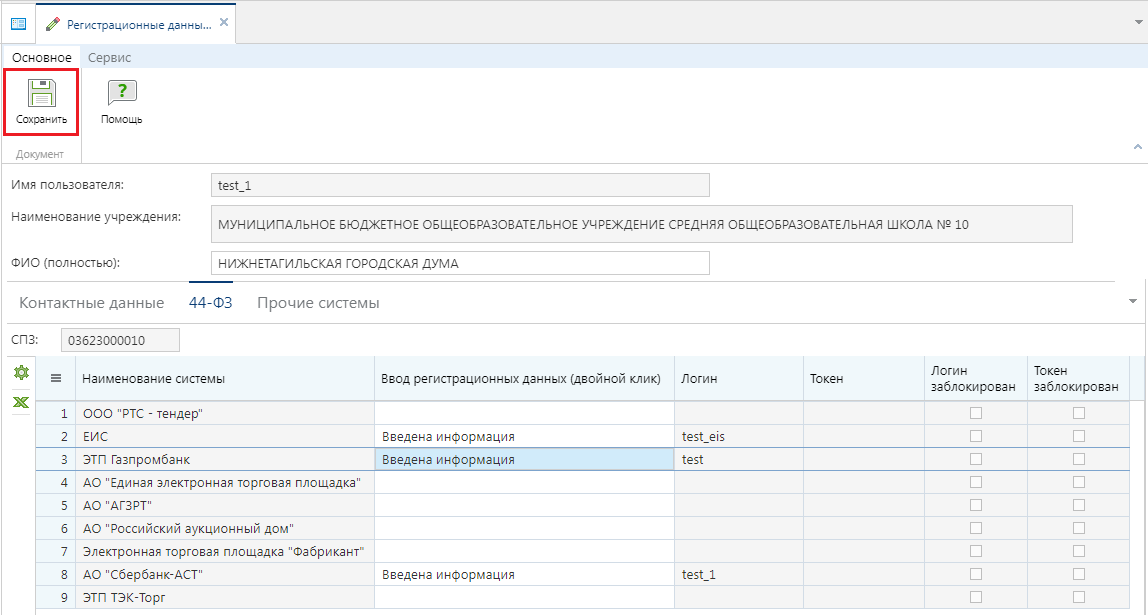 Регистрационные данны...
Основное Сервис
Сохранить Помощь
Документ
Имя пользователя: test_1
Наименование учреждения: МУНИЦИПАЛЬНОЕ БЮДЖЕТНОЕ ОБЩЕОБРАЗОВАТЕЛЬНОЕ УЧРЕЖДЕНИЕ СРЕДНЯЯ ОБЩЕОБРАЗОВАТЕЛЬНАЯ ШКОЛА № 10
ФИО (полностью): НИЖНЕТАГИЛЬСКАЯ ГОРОДСКАЯ ДУМА
Контактные данные 44-ФЗ Прочие системы
СПЗ: 03623000010
Наименование системы Ввод регистрационных данных (двойной клик) Логин Токен Логин заблокирован Токен заблокирован
1 ООО "РТС - тендер"
2 ЕИС Введена информация test_eis
3 ЭТП Газпромбанк Введена информация test
4 АО "Единая электронная торговая площадка"
5 АО "АГЗРТ"
6 АО "Российский аукционный дом"
7 Электронная торговая площадка "Фабрикант"
8 АО "Сбербанк-АСТ" Введена информация test_1
9 ЭТП ТЭК-Торг